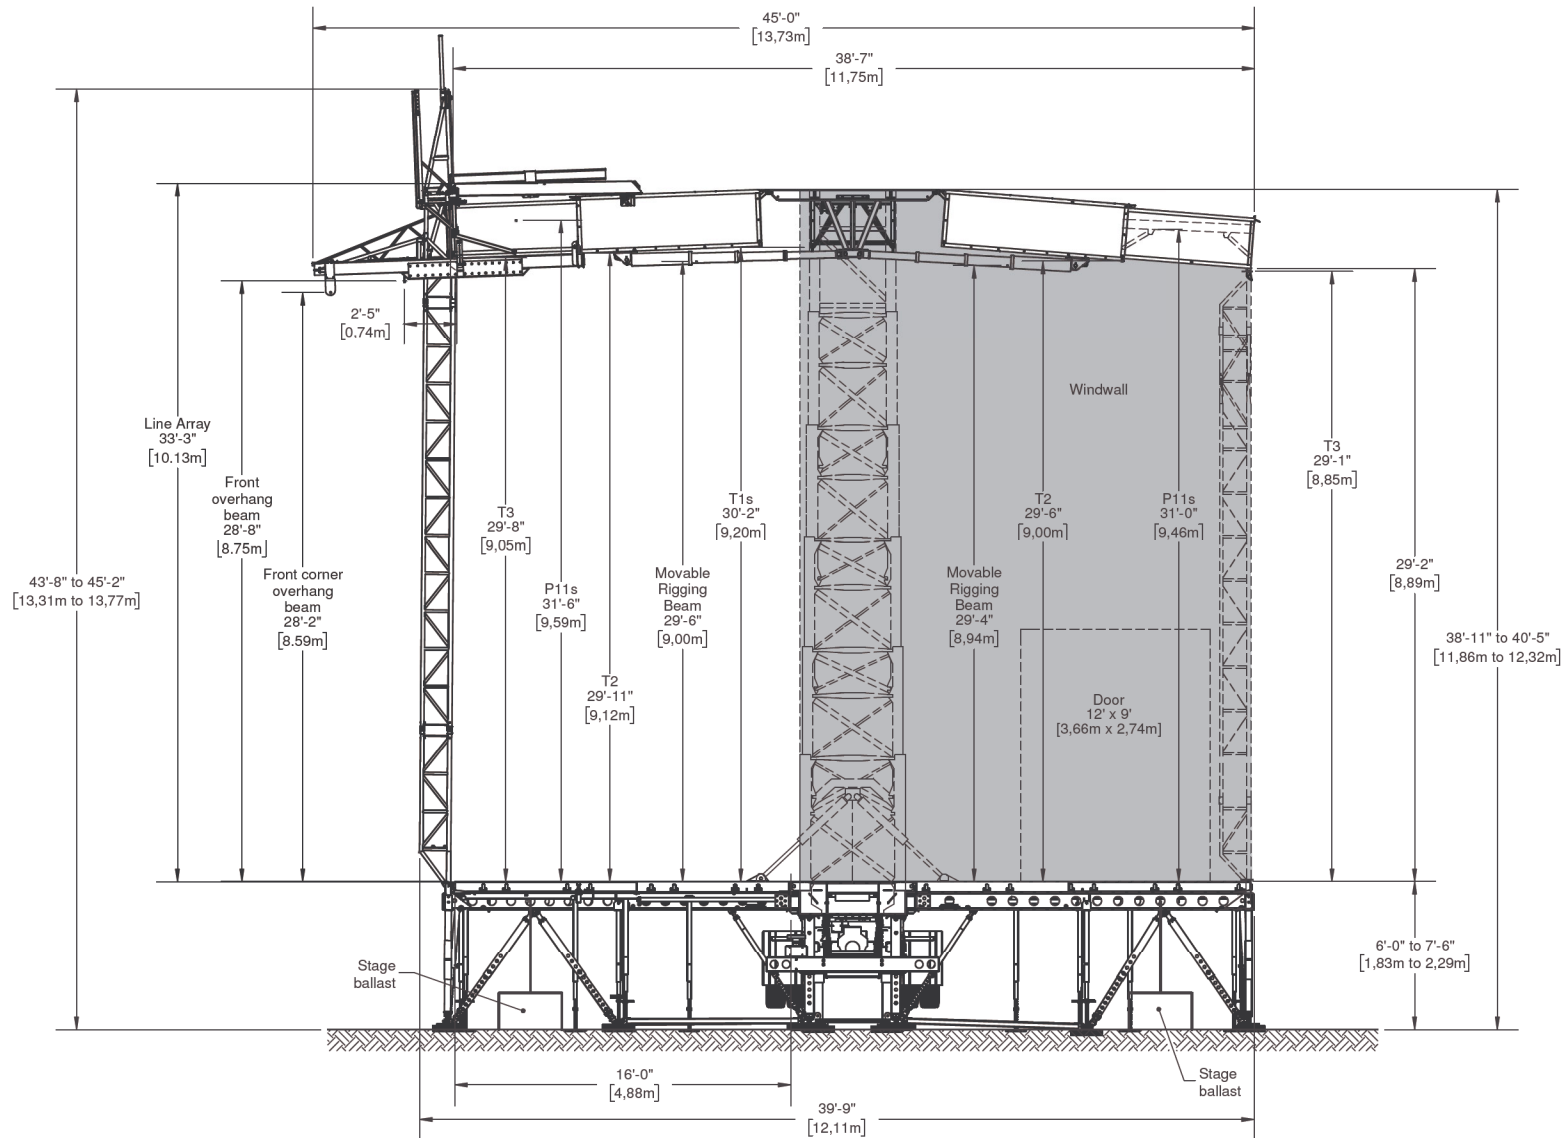 45'-0"
[13,73m]
38'-7"
[11,75m]
2'-5"
[0.74m]
Line Array
33'-3"
[10.13m]
Front
overhang
beam
28'-8"
[8.75m]
Front corner
overhang
beam
28'-2"
[8.59m]
43'-8" to 45'-2"
[13,31m to 13,77m]
T3
29'-8"
[9,05m]
P11s
31'-6"
[9,59m]
T2
29'-11"
[9,12m]
Movable
Rigging
Beam
29'-6"
[9,00m]
T1s
30'-2"
[9,20m]
Movable
Rigging
Beam
29'-4"
[8,94m]
T2
29'-6"
[9,00m]
Windwall
P11s
31'-0"
[9,46m]
Door
12' x 9'
[3,66m x 2,74m]
T3
29'-1"
[8,85m]
29'-2"
[8,89m]
38'-11" to 40'-5"
[11,86m to 12,32m]
6'-0" to 7'-6"
[1,83m to 2,29m]
Stage
ballast
Stage
ballast
16'-0"
[4,88m]
39'-9"
[12,11m]